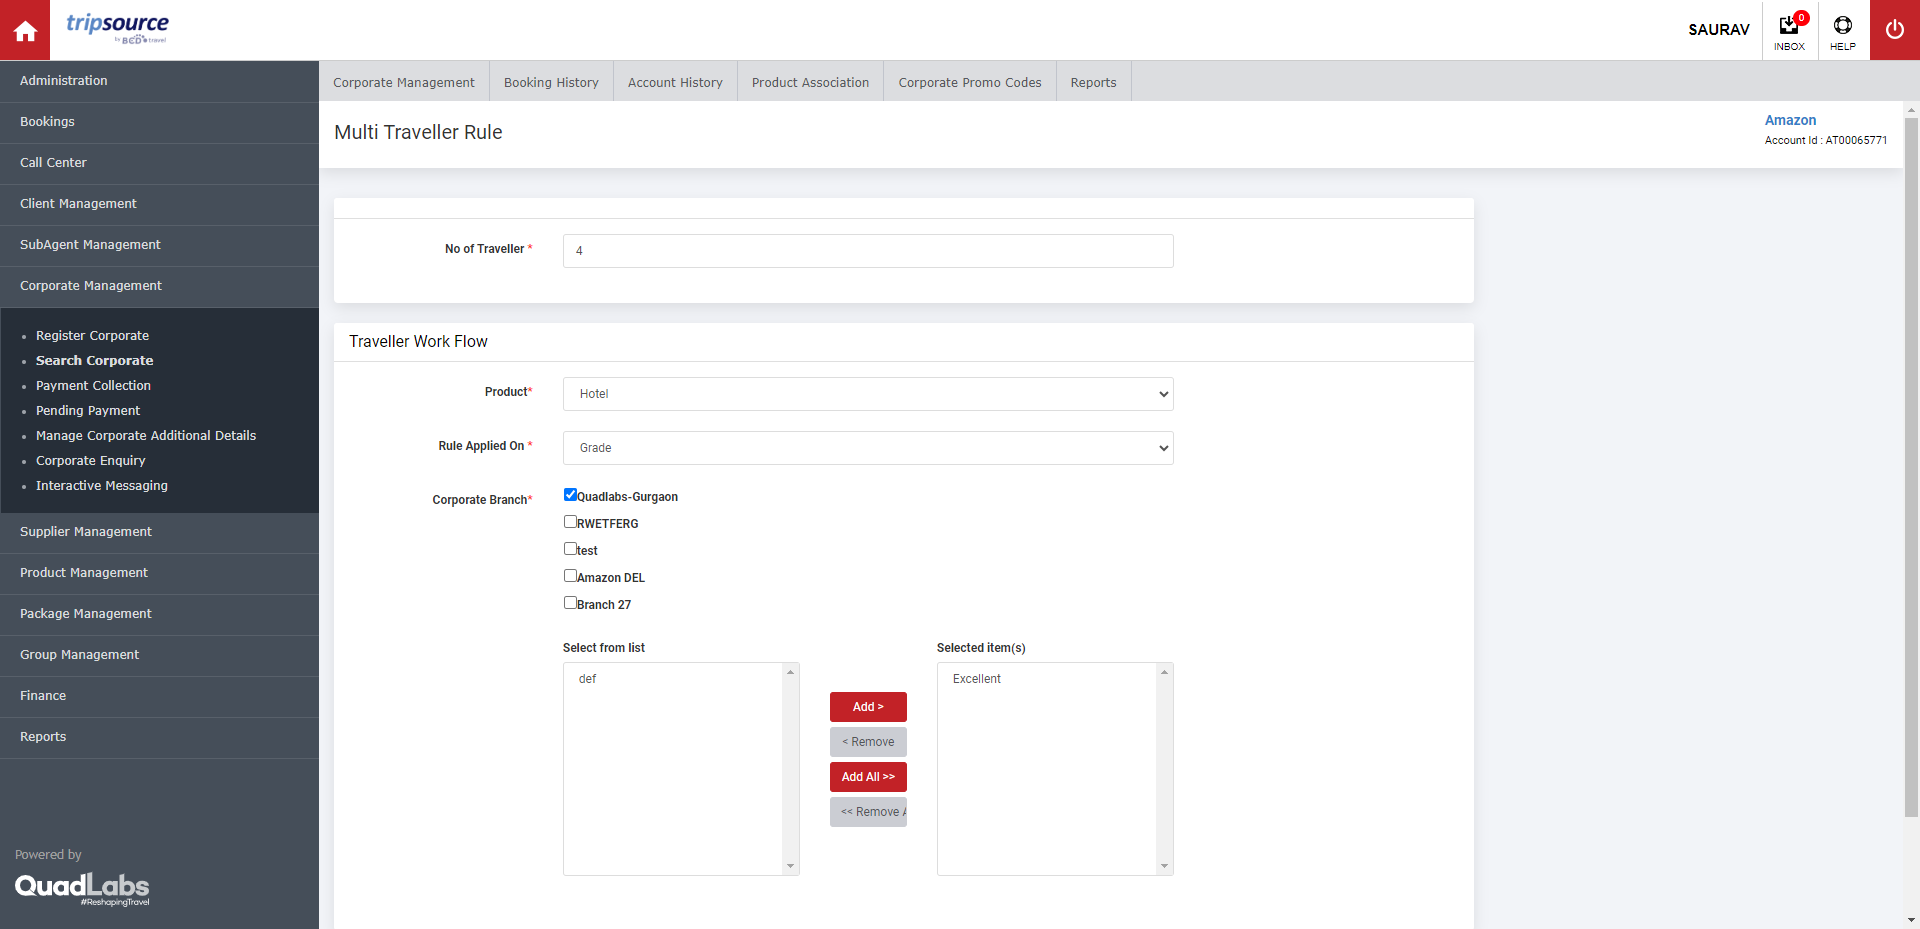 tripsource
by BCD travel
SAURAV
0
INBOX
HELP
Administration
Bookings
Call Center
Client Management
SubAgent Management
Corporate Management
Register Corporate
Search Corporate
Payment Collection
Pending Payment
Manage Corporate Additional Details
Corporate Enquiry
Interactive Messaging
Supplier Management
Product Management
Package Management
Group Management
Finance
Reports
Powered by
QuadLabs
#ReshapingTravel
Corporate Management
Booking History
Account History
Product Association
Corporate Promo Codes
Reports
Multi Traveller Rule
Amazon
Account Id : AT00065771
No of Traveller *
4
Traveller Work Flow
Product*
Hotel
Rule Applied On *
Grade
Corporate Branch*
Quadlabs-Gurgaon
RWETFERG
test
Amazon DEL
Branch 27
Select from list
def
Add >
< Remove
Add All >>
<< Remove A
Selected item(s)
Excellent